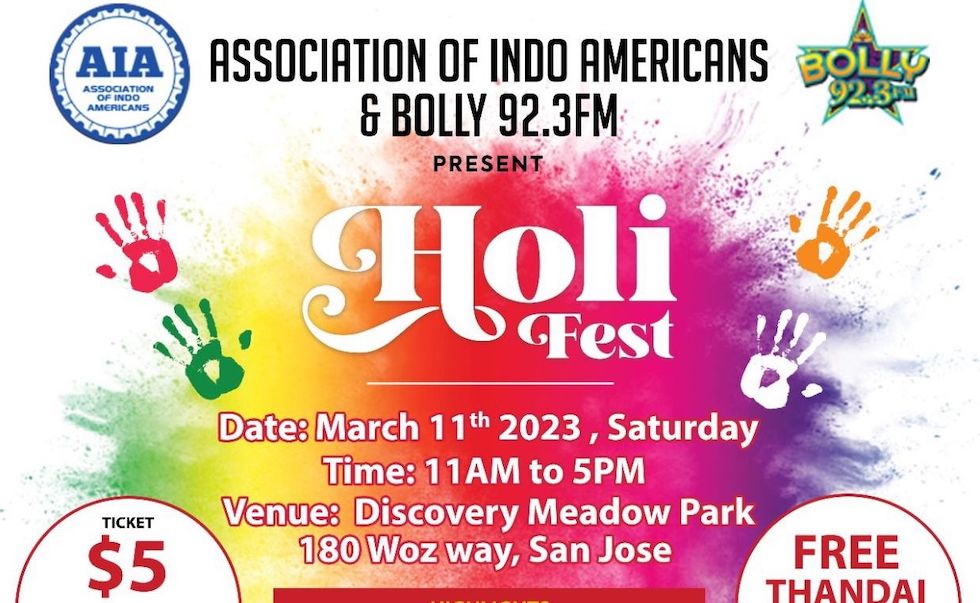 AIA
ASSOCIATION
OF INDO
AMERICANS
ASSOCIATION OF INDO AMERICANS
& BOLLY 92.3FM
PRESENT
BOLLY
92.3FM
Holi
Fest
Date: March 11th 2023 , Saturday
Time: 11AM to 5PM
Venue: Discovery Meadow Park
180 Woz way, San Jose
TICKET
$5
FREE
THANDAI
HIGHLIGHTS